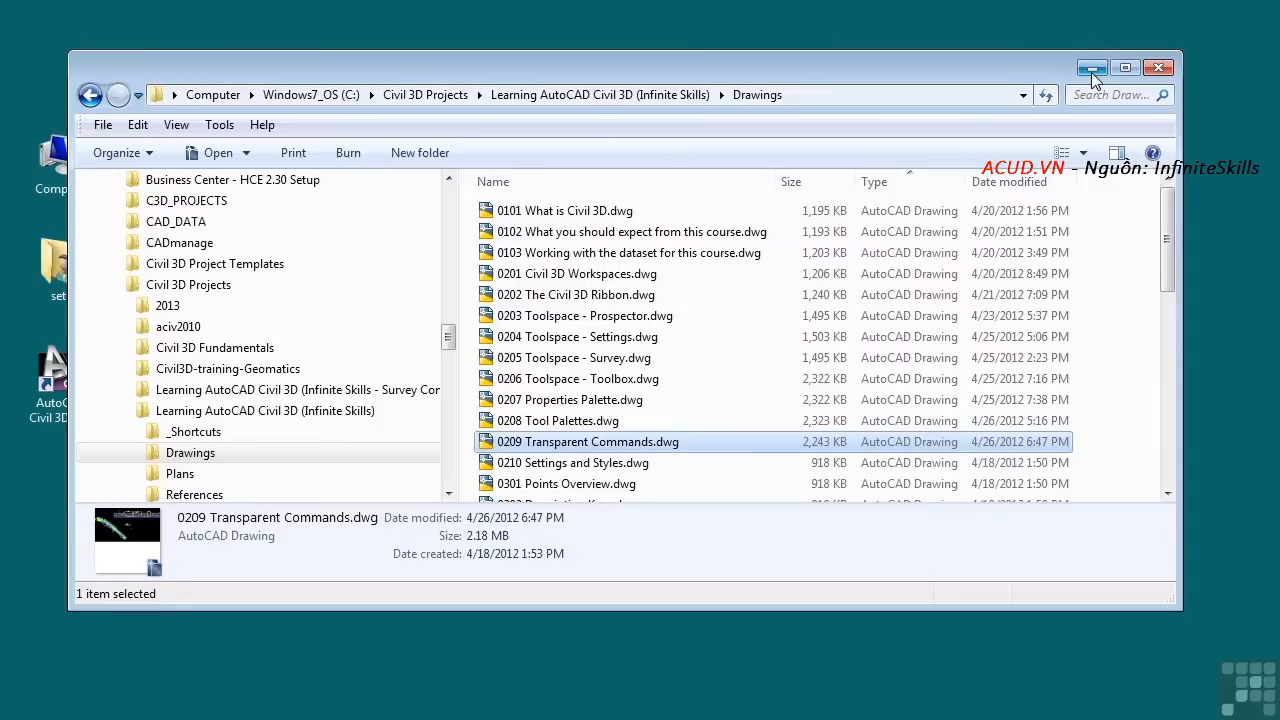 Computer Windows7_OS (C:) Civil 3D Projects Learning AutoCAD Civil 3D (Infinite Skills) Drawings Search Draw...
File Edit View Tools Help
Organize Open Print Burn New folder
ACUD.VN - Nguồn: InfiniteSkills
Business Center - HCE 2.30 Setup
C3D_PROJECTS
CAD_DATA
CADmanage
Civil 3D Project Templates
Civil 3D Projects
2013
aciv2010
Civil 3D Fundamentals
Civil3D-training-Geomatics
Learning AutoCAD Civil 3D (Infinite Skills - Survey Cor
Learning AutoCAD Civil 3D (Infinite Skills)
_Shortcuts
Drawings
Plans
References
Name Size Type Date modified
0101 What is Civil 3D.dwg 1,195 KB AutoCAD Drawing 4/20/2012 1:56 PM
0102 What you should expect from this course.dwg 1,193 KB AutoCAD Drawing 4/20/2012 1:51 PM
0103 Working with the dataset for this course.dwg 1,203 KB AutoCAD Drawing 4/20/2012 3:49 PM
0201 Civil 3D Workspaces.dwg 1,206 KB AutoCAD Drawing 4/20/2012 8:49 PM
0202 The Civil 3D Ribbon.dwg 1,240 KB AutoCAD Drawing 4/21/2012 7:09 PM
0203 Toolspace - Prospector.dwg 1,495 KB AutoCAD Drawing 4/23/2012 5:37 PM
0204 Toolspace - Settings.dwg 1,503 KB AutoCAD Drawing 4/25/2012 5:06 PM
0205 Toolspace - Survey.dwg 1,495 KB AutoCAD Drawing 4/25/2012 2:23 PM
0206 Toolspace - Toolbox.dwg 2,322 KB AutoCAD Drawing 4/25/2012 7:16 PM
0207 Properties Palette.dwg 2,322 KB AutoCAD Drawing 4/25/2012 7:38 PM
0208 Tool Palettes.dwg 2,323 KB AutoCAD Drawing 4/26/2012 5:16 PM
0209 Transparent Commands.dwg 2,243 KB AutoCAD Drawing 4/26/2012 6:47 PM
0210 Settings and Styles.dwg 918 KB AutoCAD Drawing 4/18/2012 1:50 PM
0301 Points Overview.dwg 918 KB AutoCAD Drawing 4/18/2012 1:50 PM
0209 Transparent Commands.dwg Date modified: 4/26/2012 6:47 PM
AutoCAD Drawing Size: 2.18 MB
Date created: 4/18/2012 1:53 PM
1 item selected
Comp
set
AutoC
Civil 3D